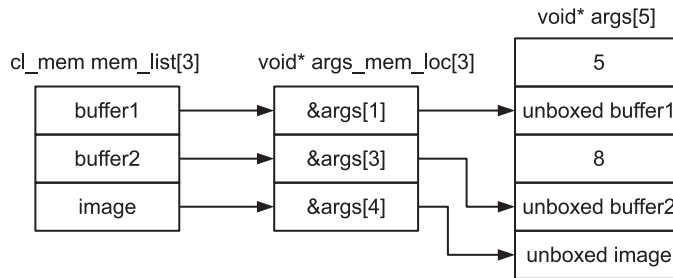 void* args[5]
cl_mem mem_list[3] void* args_mem_loc[3]
5
buffer1 &args[1] unboxed buffer1
buffer2 &args[3] 8
image &args[4] unboxed buffer2
unboxed image